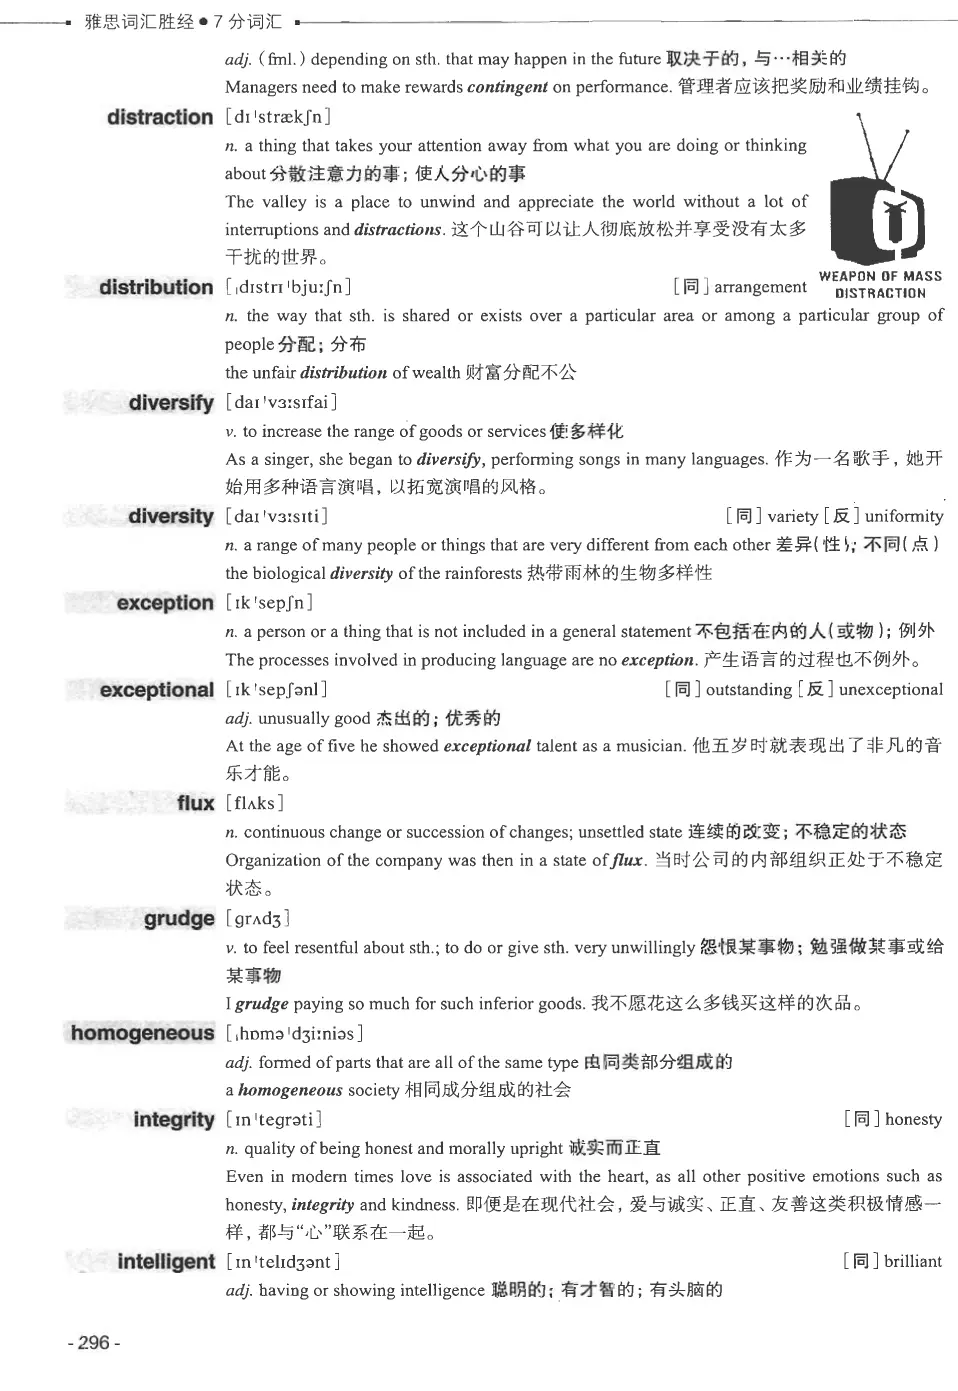 雅思词汇胜经●7分词汇
adj. (fml.) depending on sth. that may happen in the future 取决于的，与…相关的
Managers need to make rewards contingent on performance. 管理者应该把奖励和业绩挂钩。
distraction [dɪˈstrækʃn]
n. a thing that takes your attention away from what you are doing or thinking
about 分散注意力的事；使人分心的事
The valley is a place to unwind and appreciate the world without a lot of
interruptions and distractions. 这个山谷可以让人彻底放松并享受没有太多
干扰的世界。
WEAPON OF MASS
DISTRACTION
distribution [ˌdɪstrɪˈbjuːʃn] [同] arrangement
n. the way that sth. is shared or exists over a particular area or among a particular group of
people 分配；分布
the unfair distribution of wealth 财富分配不公
diversify [daɪˈvɜːsɪfai]
v. to increase the range of goods or services 使多样化
As a singer, she began to diversify, performing songs in many languages. 作为一名歌手，她开
始用多种语言演唱，以拓宽演唱的风格。
diversity [daɪˈvɜːsɪti] [同] variety [反] uniformity
n. a range of many people or things that are very different from each other 差异(性)；不同(点)
the biological diversity of the rainforests 热带雨林的生物多样性
exception [ɪkˈsepʃn]
n. a person or a thing that is not included in a general statement 不包括在内的人(或物)；例外
The processes involved in producing language are no exception. 产生语言的过程也不例外。
exceptional [ɪkˈsepʃənl] [同] outstanding [反] unexceptional
adj. unusually good 杰出的；优秀的
At the age of five he showed exceptional talent as a musician. 他五岁时就表现出了非凡的音
乐才能。
flux [flʌks]
n. continuous change or succession of changes; unsettled state 连续的改变；不稳定的状态
Organization of the company was then in a state of flux. 当时公司的内部组织正处于不稳定
状态。
grudge [grʌdʒ]
v. to feel resentful about sth.; to do or give sth. very unwillingly 怨恨某事物；勉强做某事或给
某事物
I grudge paying so much for such inferior goods. 我不愿花这么多钱买这样的次品。
homogeneous [ˌhɒməˈdʒiːniəs]
adj. formed of parts that are all of the same type 由同类部分组成的
a homogeneous society 相同成分组成的社会
integrity [ɪnˈtegrəti] [同] honesty
n. quality of being honest and morally upright 诚实而正直
Even in modern times love is associated with the heart, as all other positive emotions such as
honesty, integrity and kindness. 即便是在现代社会，爱与诚实、正直、友善这类积极情感一
样，都与“心”联系在一起。
intelligent [ɪnˈtelɪdʒənt] [同] brilliant
adj. having or showing intelligence 聪明的；有才智的；有头脑的
- 296 -